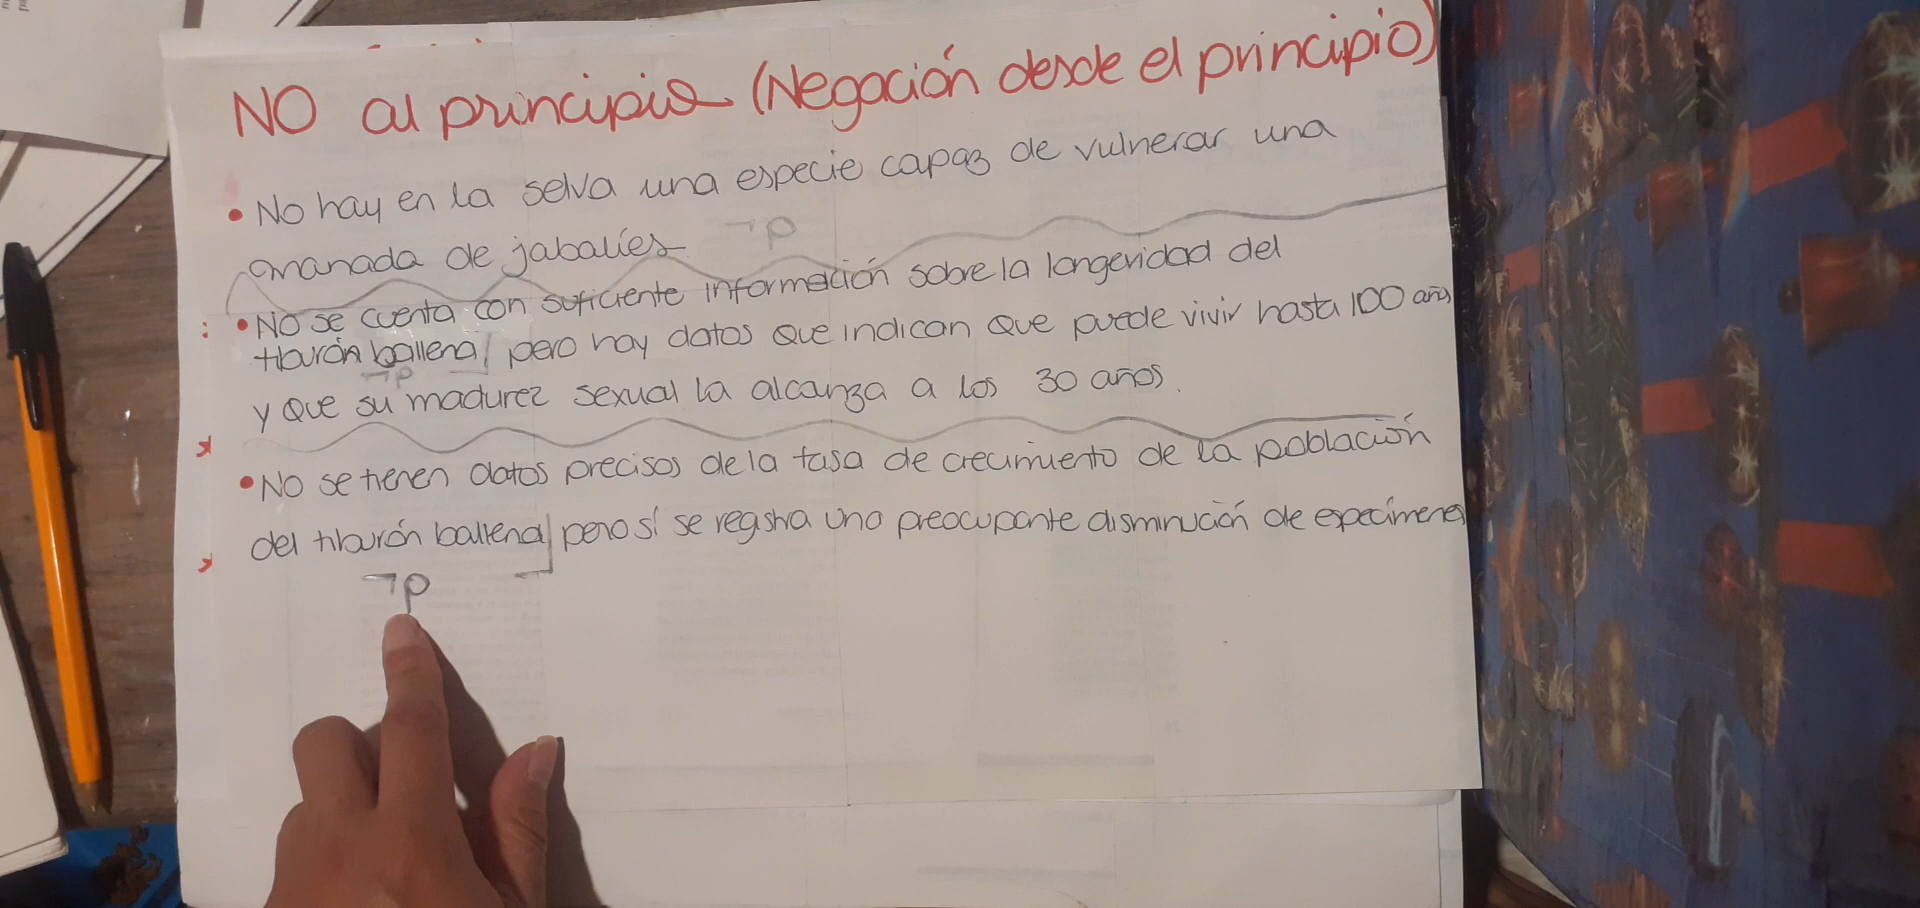 NO al principio (Negación desde el principio)
• No hay en la selva una especie capaz de vulnerar una
manada de jabalíes ¬p
• No se cuenta con suficiente información sobre la longevidad del
tiburón ballena, pero hay datos que indican que puede vivir hasta 100 años
¬p
y que su madurez sexual la alcanza a los 30 años.
• No se tienen datos precisos de la tasa de crecimiento de la población
del tiburón ballena pero sí se registra una preocupante disminución de especímenes
¬p